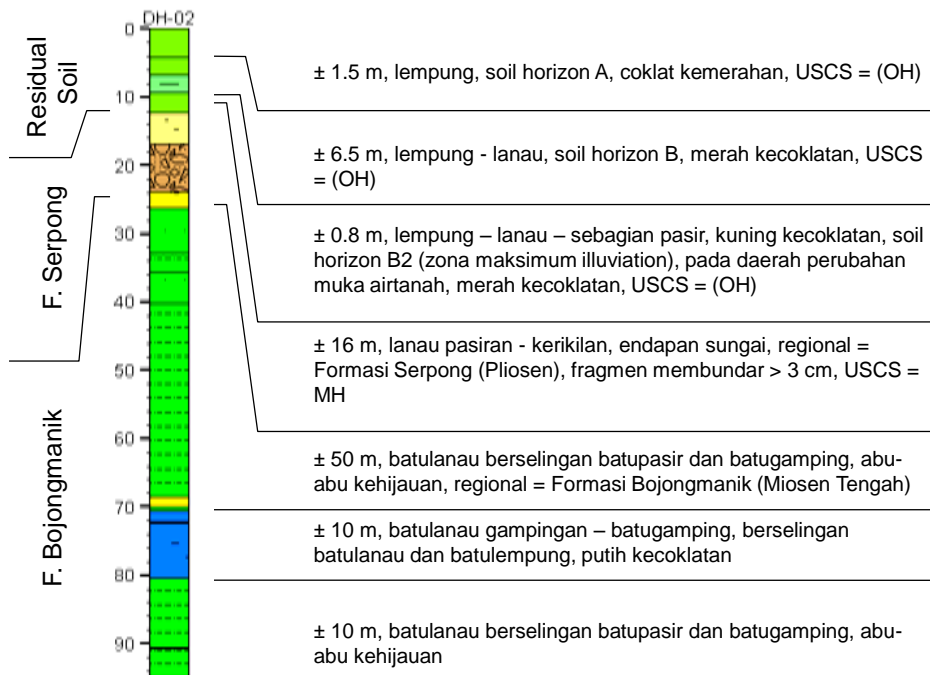 DH-02
0
10
20
30
40
50
60
70
80
90
Residual
Soil
F. Serpong
F. Bojongmanik
± 1.5 m, lempung, soil horizon A, coklat kemerahan, USCS = (OH)
± 6.5 m, lempung - lanau, soil horizon B, merah kecoklatan, USCS
= (OH)
± 0.8 m, lempung – lanau – sebagian pasir, kuning kecoklatan, soil
horizon B2 (zona maksimum illuviation), pada daerah perubahan
muka airtanah, merah kecoklatan, USCS = (OH)
± 16 m, lanau pasiran - kerikilan, endapan sungai, regional =
Formasi Serpong (Pliosen), fragmen membundar > 3 cm, USCS =
MH
± 50 m, batulanau berselingan batupasir dan batugamping, abu-
abu kehijauan, regional = Formasi Bojongmanik (Miosen Tengah)
± 10 m, batulanau gampingan – batugamping, berselingan
batulanau dan batulempung, putih kecoklatan
± 10 m, batulanau berselingan batupasir dan batugamping, abu-
abu kehijauan